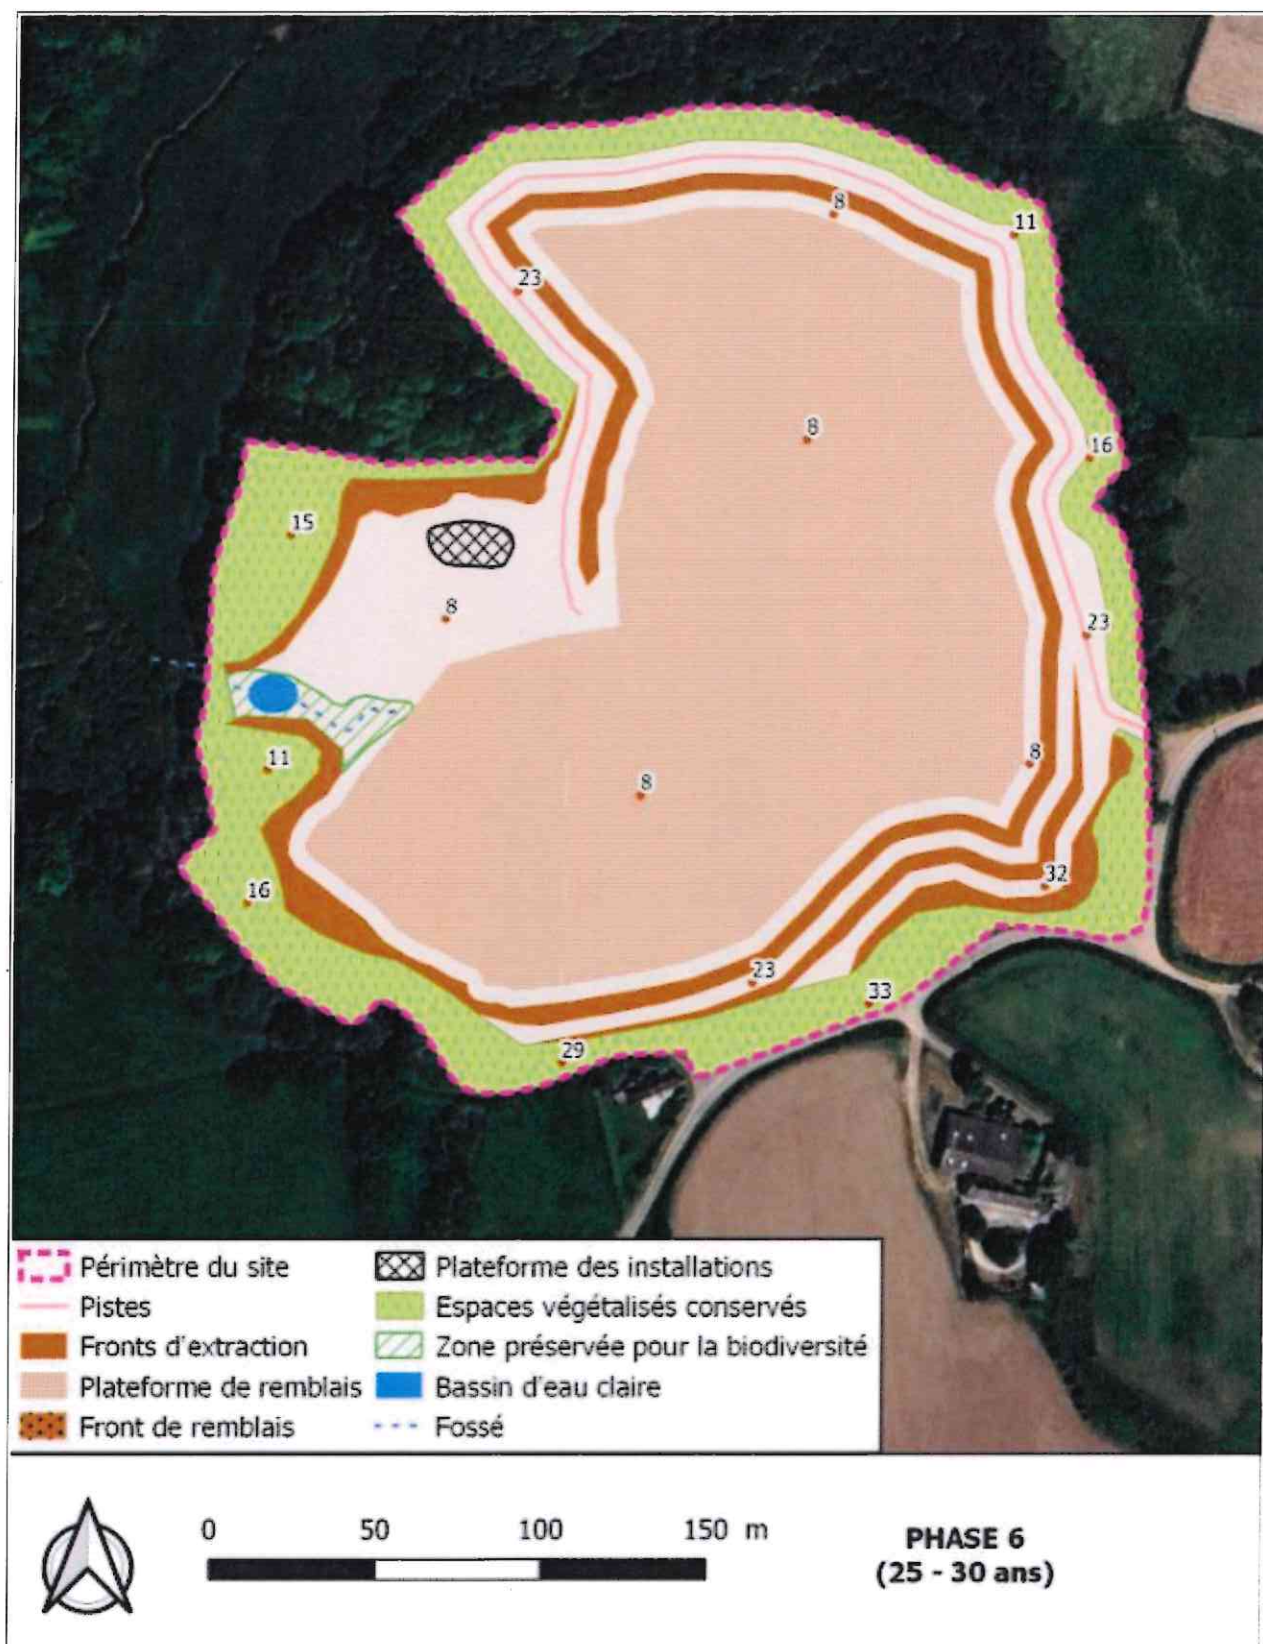 8
11
23
8
16
15
8
23
11
8
8
32
16
23
33
29
Périmètre du site
Pistes
Fronts d'extraction
Plateforme de remblais
Front de remblais
Plateforme des installations
Espaces végétalisés conservés
Zone préservée pour la biodiversité
Bassin d'eau claire
Fossé
0 50 100 150 m
PHASE 6
(25 - 30 ans)